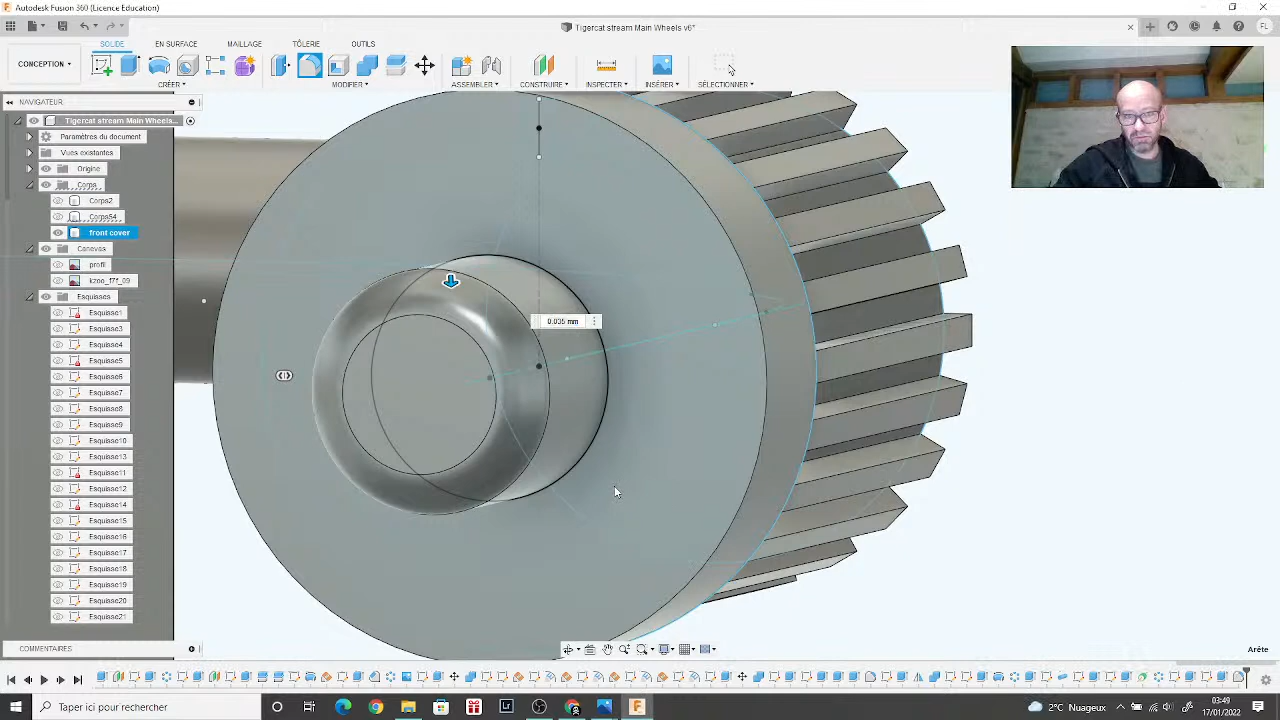 Autodesk Fusion 360 (Licence Education)
Tigercat stream Main Wheels v6*
FL
SOLIDE
EN SURFACE
MAILLAGE
TÔLERIE
OUTILS
CONCEPTION
CRÉER
MODIFIER
ASSEMBLER
CONSTRUIRE
INSPECTER
INSÉRER
SÉLECTIONNER
NAVIGATEUR
Tigercat stream Main Wheels...
Paramètres du document
Vues existantes
Origine
Corps
Corps2
Corps54
front cover
Canevas
profil
kzoo_f7f_09
Esquisses
Esquisse1
Esquisse3
Esquisse4
Esquisse5
Esquisse6
Esquisse7
Esquisse8
Esquisse9
Esquisse10
Esquisse13
Esquisse11
Esquisse12
Esquisse14
Esquisse15
Esquisse16
Esquisse17
Esquisse18
Esquisse19
Esquisse20
Esquisse21
0.035 mm
COMMENTAIRES
Arête
Taper ici pour rechercher
2°C Nuageux
03:49
17/01/2022